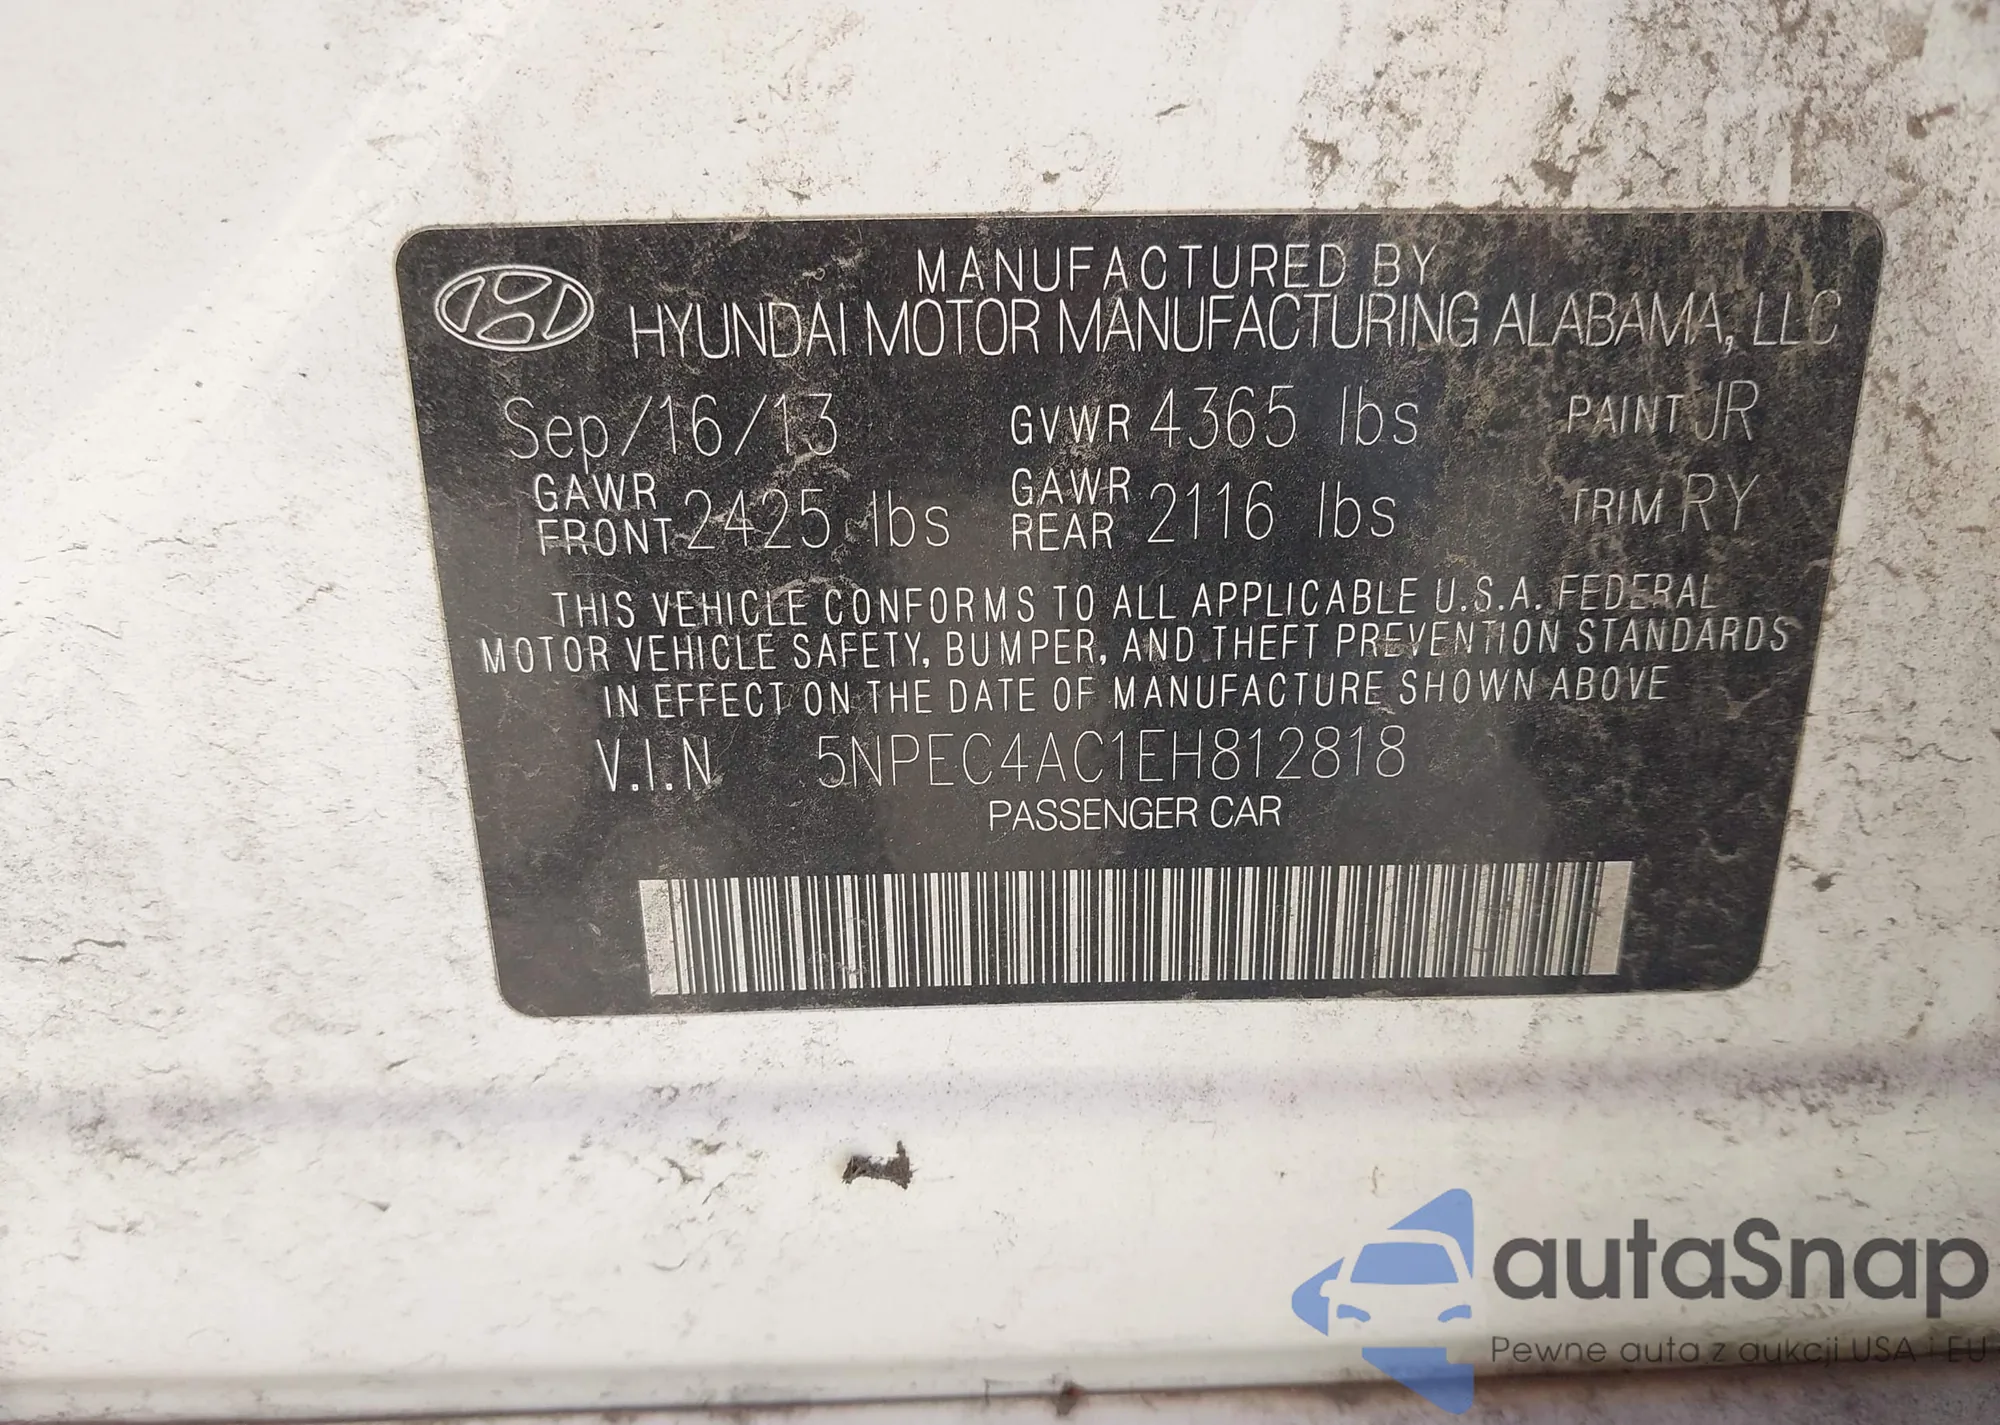 MANUFACTURED BY
HYUNDAI MOTOR MANUFACTURING ALABAMA, LLC
Sep/16/13 GVWR 4365 lbs PAINT JR
GAWR FRONT 2425 lbs GAWR REAR 2116 lbs TRIM RY
THIS VEHICLE CONFORMS TO ALL APPLICABLE U.S.A. FEDERAL
MOTOR VEHICLE SAFETY, BUMPER, AND THEFT PREVENTION STANDARDS
IN EFFECT ON THE DATE OF MANUFACTURE SHOWN ABOVE
V.I.N 5NPEC4AC1EH812818
PASSENGER CAR
autaSnap
Pewne auta z aukcji USA i EU